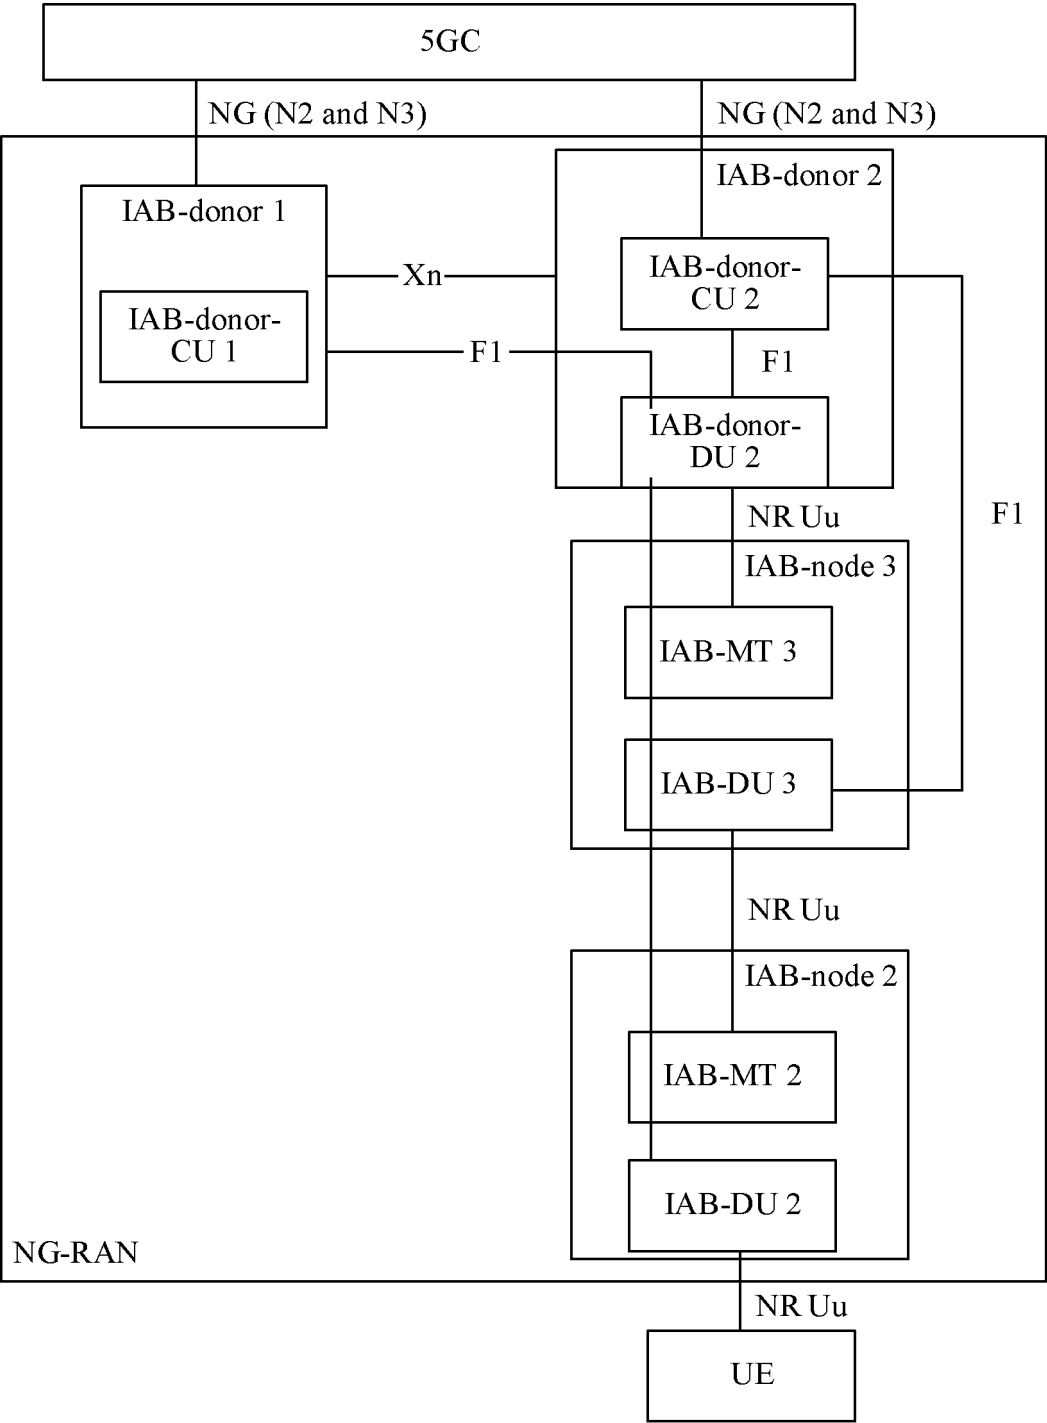 5GC
NG (N2 and N3)
NG (N2 and N3)
IAB-donor 2
IAB-donor 1
IAB-donor-
CU 2
Xn
IAB-donor-
CU 1
F1
F1
IAB-donor-
DU 2
NR Uu
F1
IAB-node 3
IAB-MT 3
IAB-DU 3
NR Uu
IAB-node 2
IAB-MT 2
IAB-DU 2
NG-RAN
NR Uu
UE